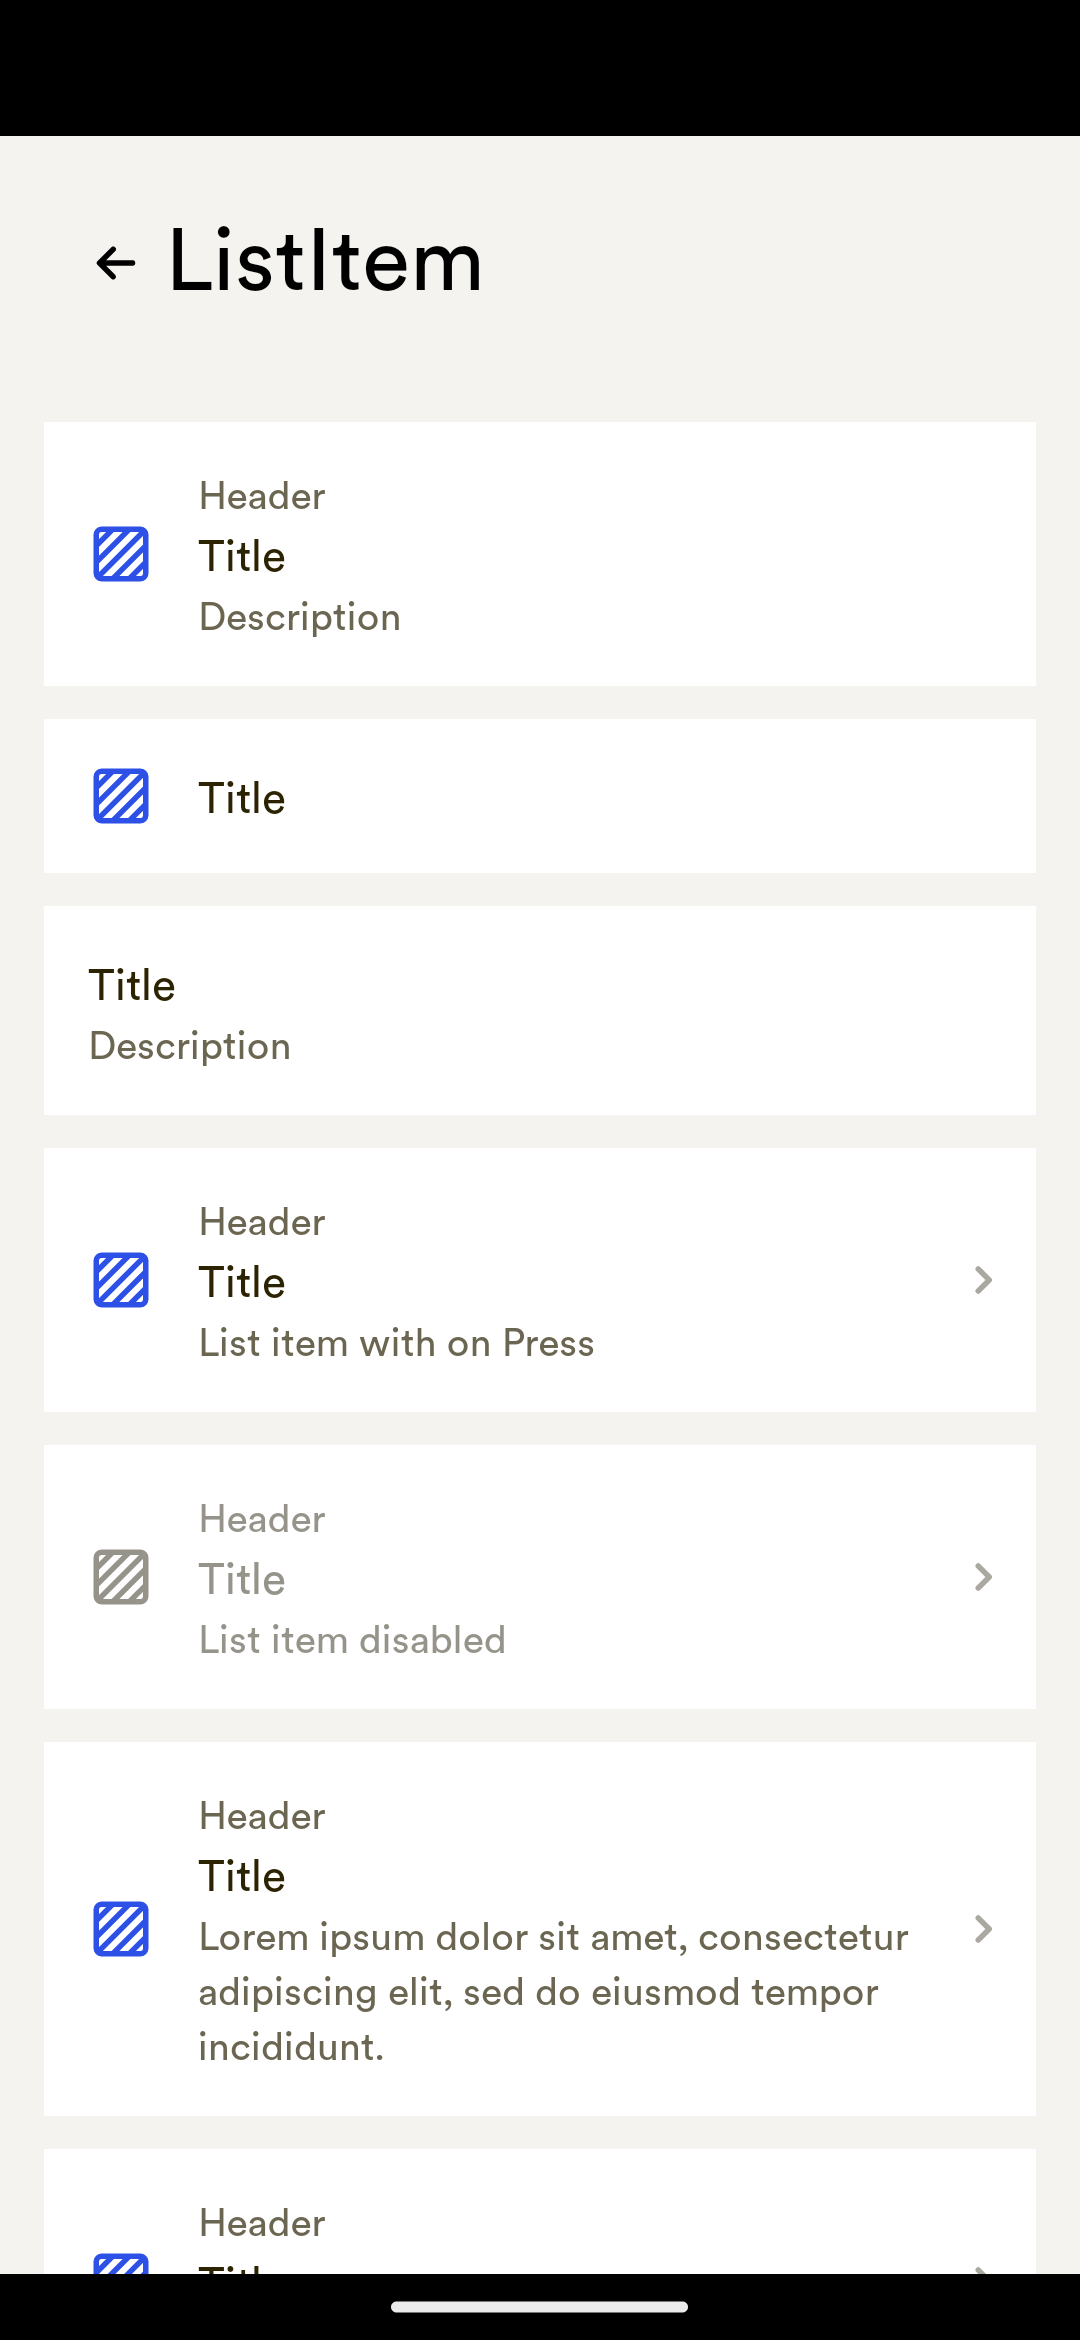 ListItem
Header
Title
Description
Title
Title
Description
Header
Title
List item with on Press
Header
Title
List item disabled
Header
Title
Lorem ipsum dolor sit amet, consectetur
adipiscing elit, sed do eiusmod tempor
incididunt.
Header
Title